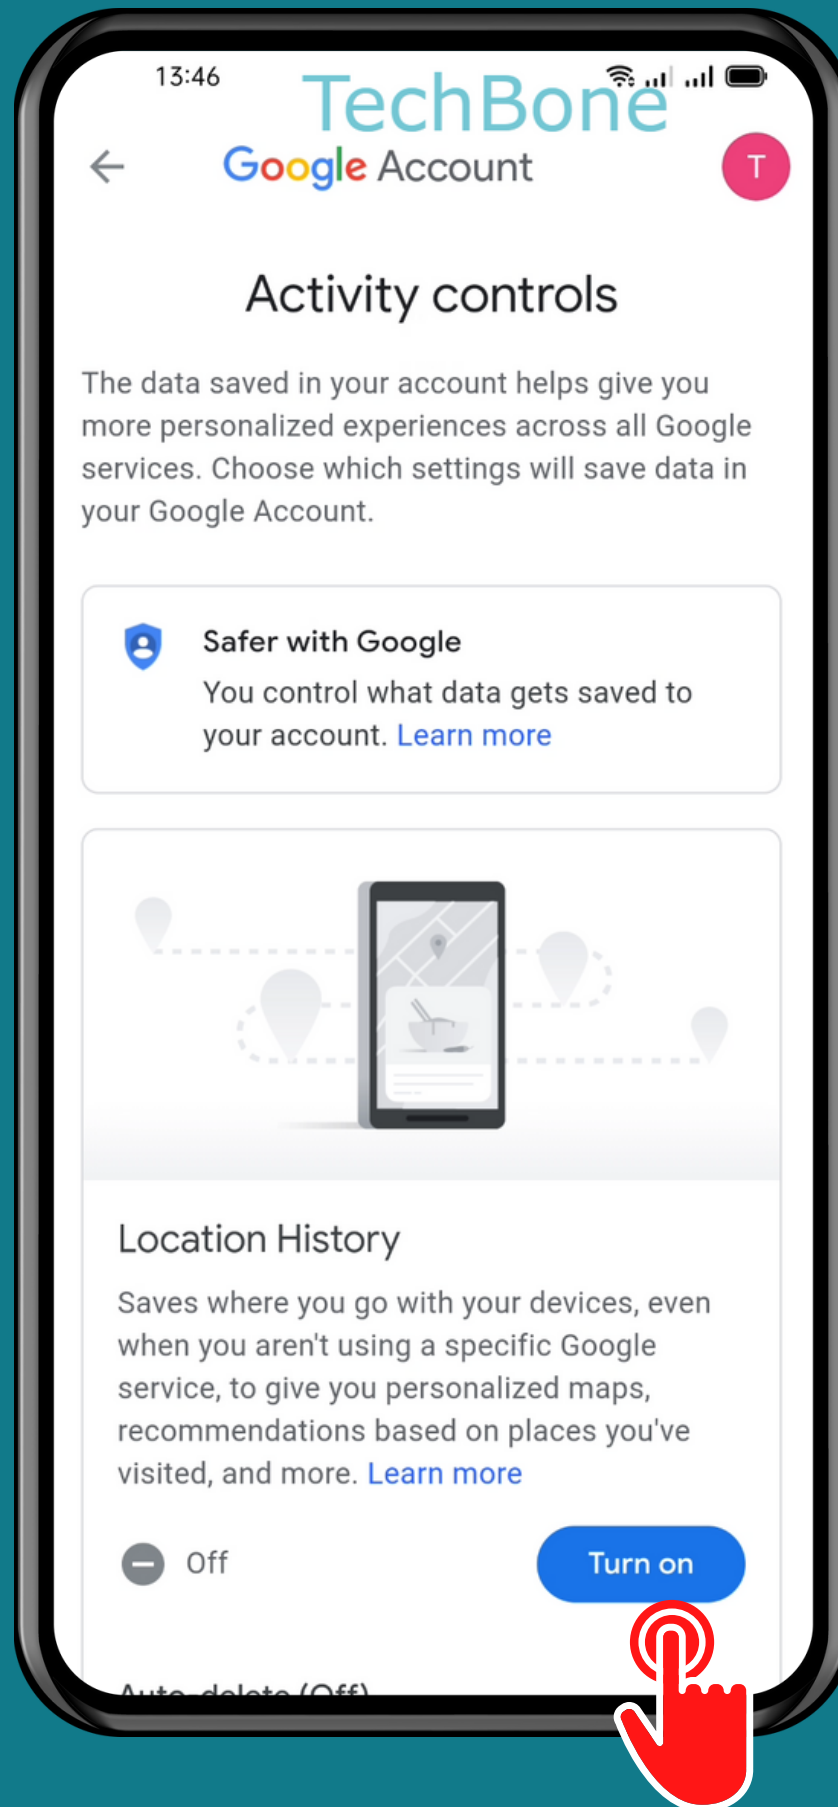 13:46
TechBone
Google Account
T
Activity controls
The data saved in your account helps give you
more personalized experiences across all Google
services. Choose which settings will save data in
your Google Account.
Safer with Google
You control what data gets saved to
your account. Learn more
Location History
Saves where you go with your devices, even
when you aren't using a specific Google
service, to give you personalized maps,
recommendations based on places you've
visited, and more. Learn more
Off
Turn on
Auto-delete (Off)